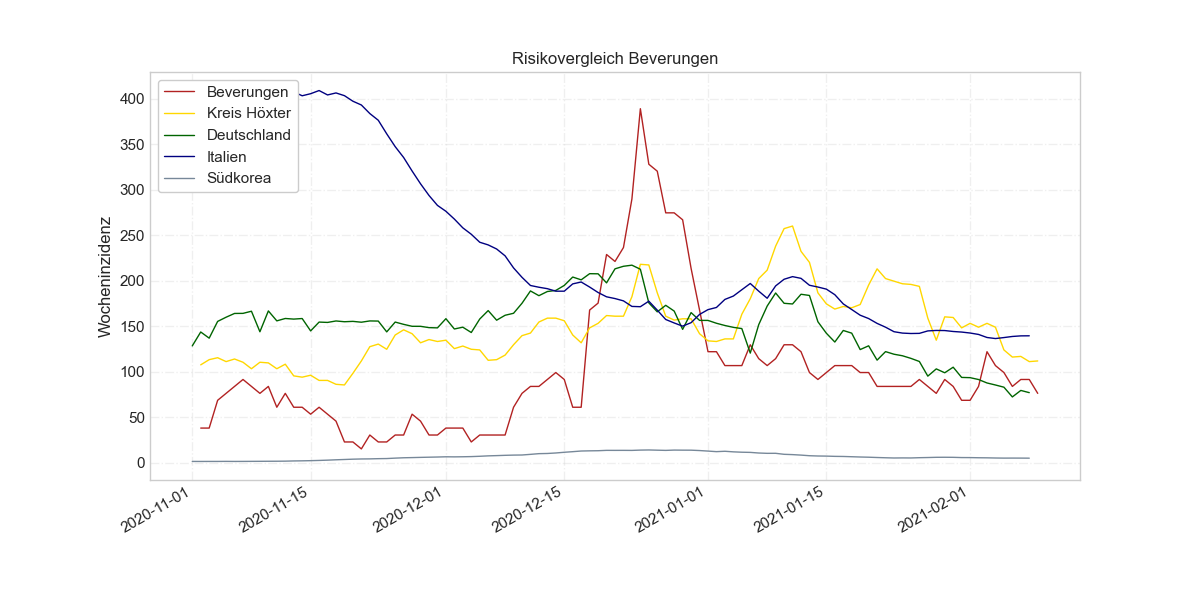 Risikovergleich Beverungen
Beverungen
Kreis Höxter
Deutschland
Italien
Südkorea
Wocheninzidenz
400
350
300
250
200
150
100
50
0
2020-11-01
2020-11-15
2020-12-01
2020-12-15
2021-01-01
2021-01-15
2021-02-01